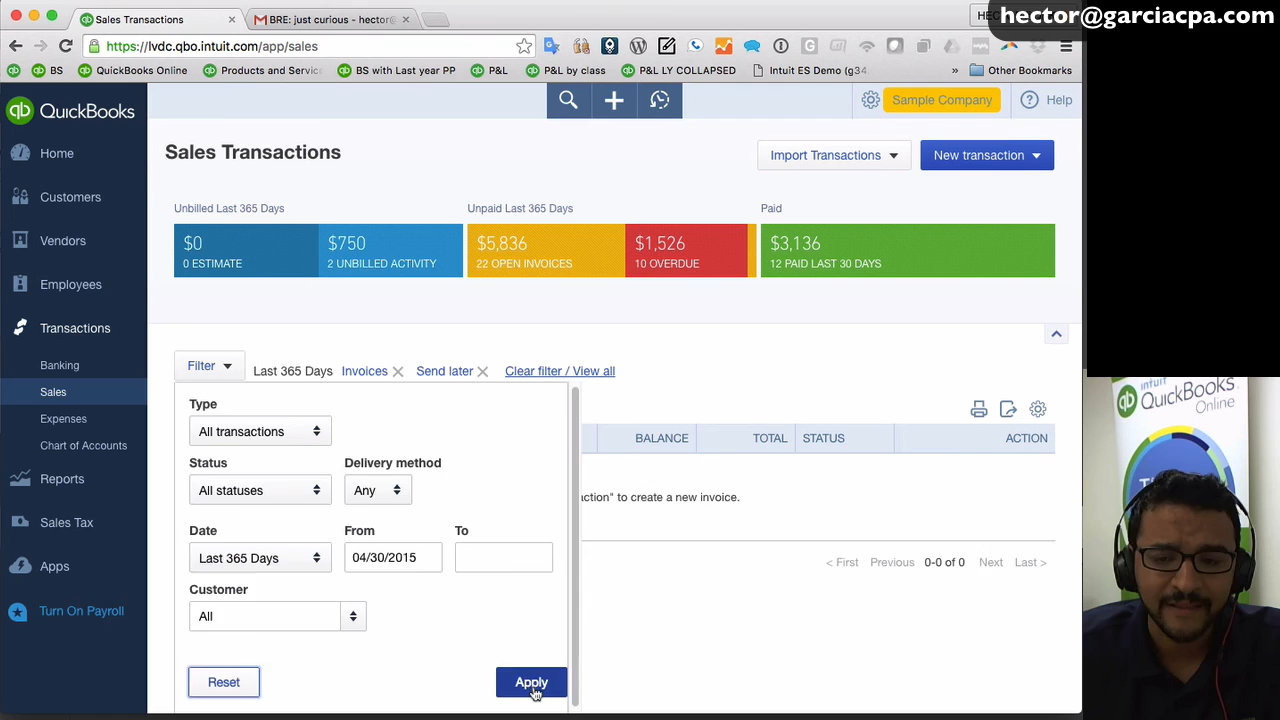 Sales Transactions
BRE: just curious - hector@
HEC
hector@garciacpa.com
https://lvdc.qbo.intuit.com/app/sales
BS
QuickBooks Online
Products and Servic
BS with Last year PP
P&L
P&L by class
P&L LY COLLAPSED
Intuit ES Demo (g34
»
Other Bookmarks
qb QuickBooks
Sample Company
Help
Home
Customers
Vendors
Employees
Transactions
Banking
Sales
Expenses
Chart of Accounts
Reports
Sales Tax
Apps
Turn On Payroll
Sales Transactions
Import Transactions
New transaction
Unbilled Last 365 Days
Unpaid Last 365 Days
Paid
$0
0 ESTIMATE
$750
2 UNBILLED ACTIVITY
$5,836
22 OPEN INVOICES
$1,526
10 OVERDUE
$3,136
12 PAID LAST 30 DAYS
Filter
Last 365 Days
Invoices
Send later
Clear filter / View all
Type
All transactions
Status
Delivery method
All statuses
Any
Date
From
To
Last 365 Days
04/30/2015
Customer
All
Reset
Apply
BALANCE
TOTAL
STATUS
ACTION
ction" to create a new invoice.
< First
Previous
0-0 of 0
Next
Last >
intuit
qb QuickBooks
Online